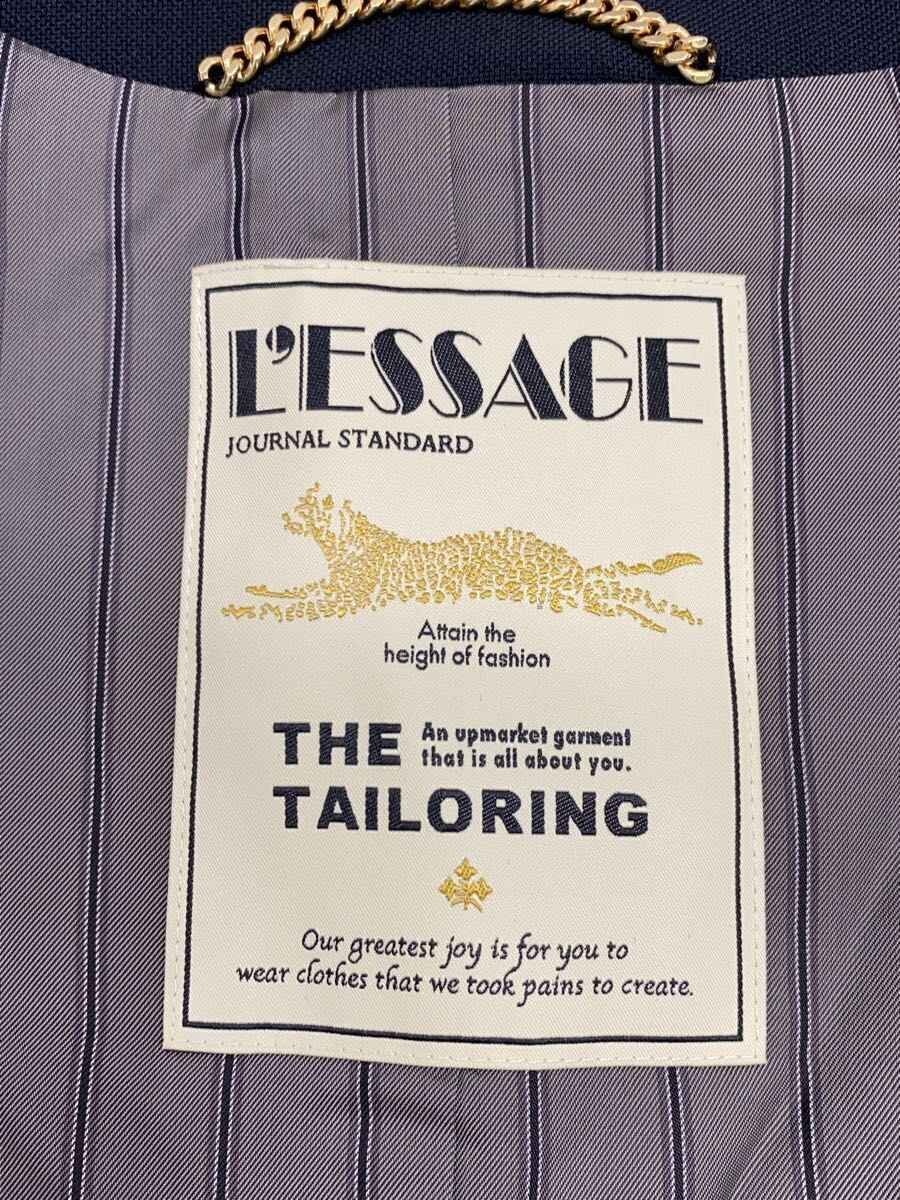 L'ESSAGE
JOURNAL STANDARD
Attain the
height of fashion
THE
An upmarket garment
that is all about you.
TAILORING
Our greatest joy is for you to
wear clothes that we took pains to create.